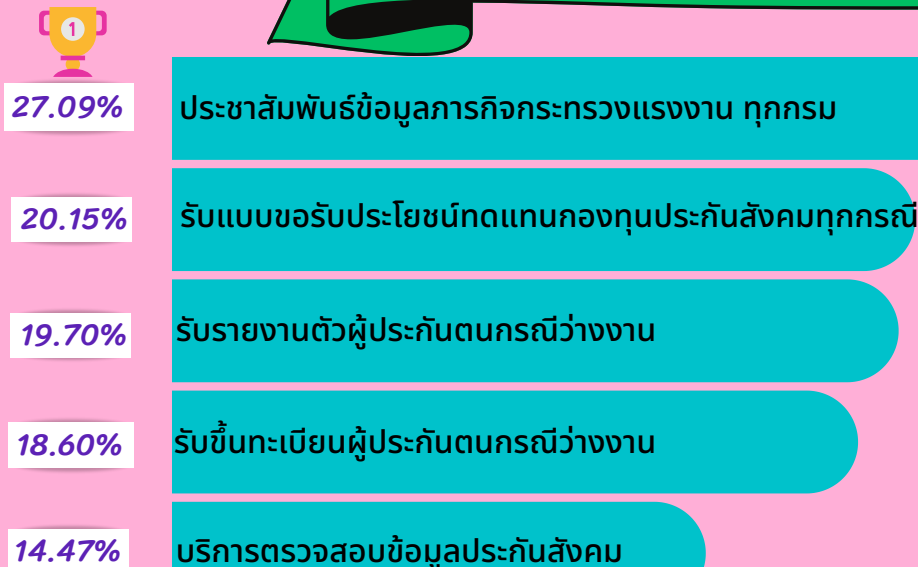 1
27.09% ประชาสัมพันธ์ข้อมูลภารกิจกระทรวงแรงงาน ทุกกรม
20.15% รับแบบขอรับประโยชน์ทดแทนกองทุนประกันสังคมทุกกรณี
19.70% รับรายงานตัวผู้ประกันตนกรณีว่างงาน
18.60% รับขึ้นทะเบียนผู้ประกันตนกรณีว่างงาน
14.47% บริการตรวจสอบข้อมูลประกันสังคม